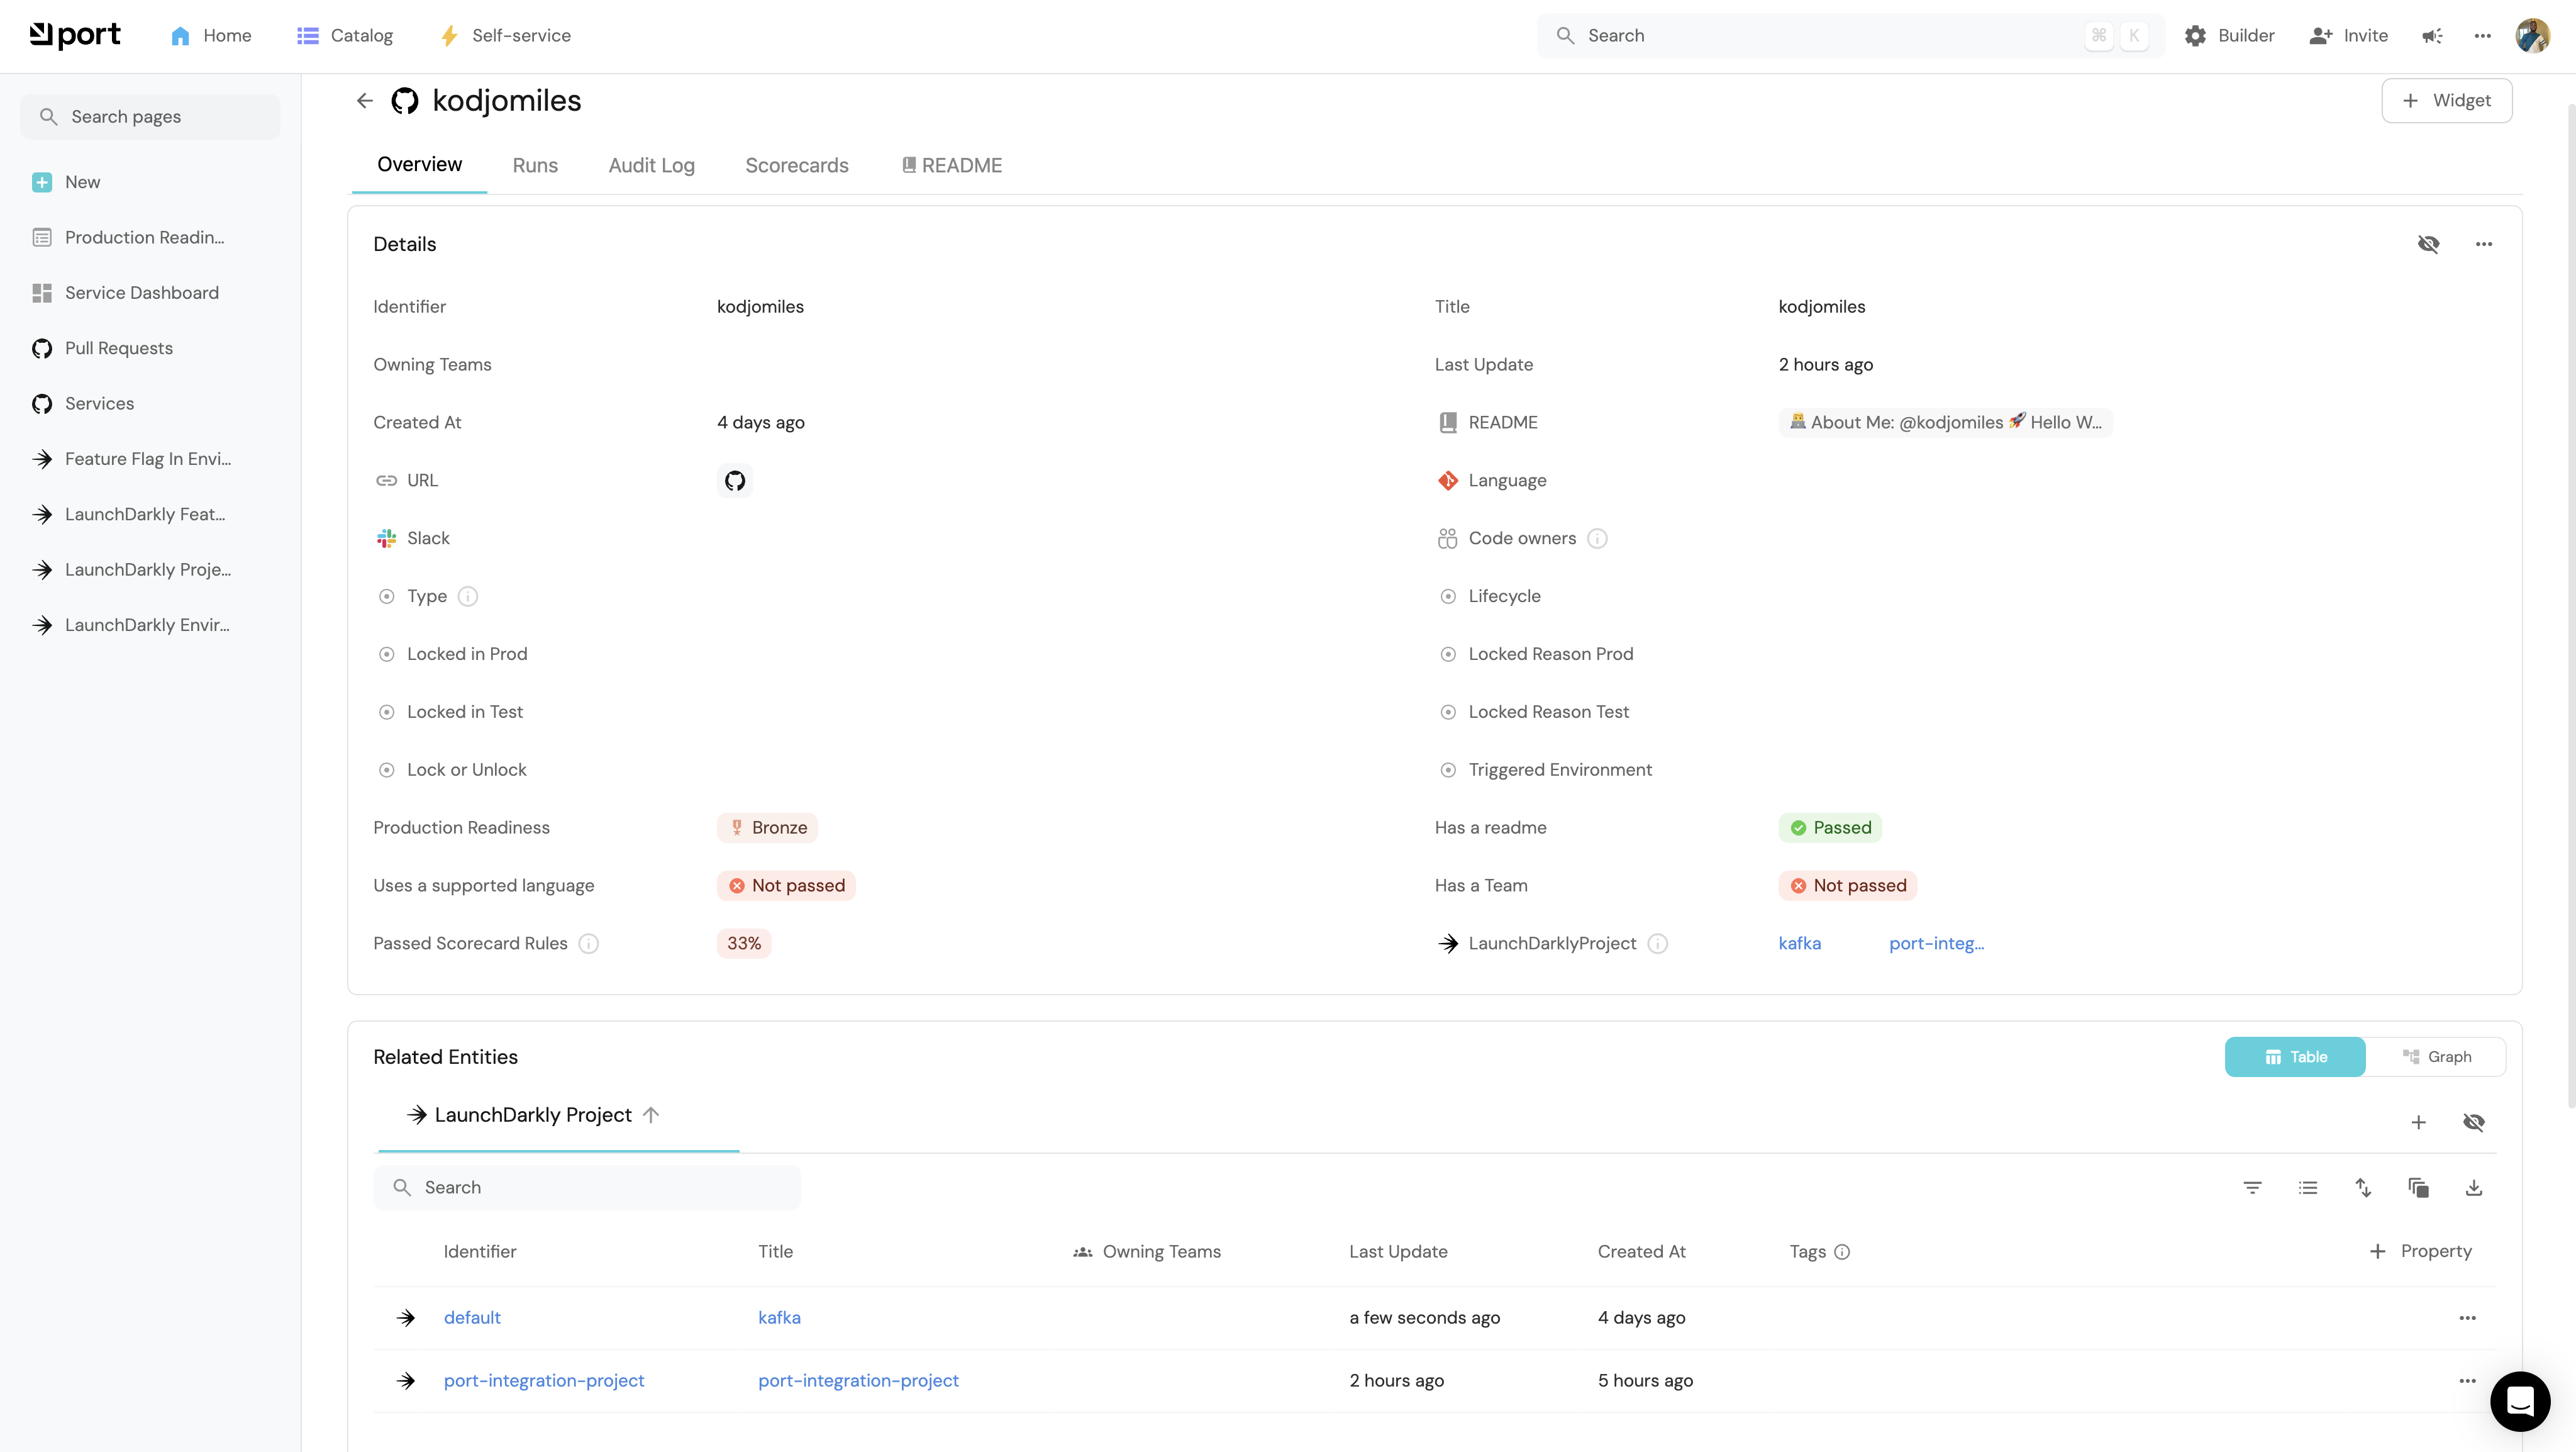 port Home Catalog Self-service Search ⌘ K Builder Invite
Search pages
New
Production Readin...
Service Dashboard
Pull Requests
Services
Feature Flag In Envi...
LaunchDarkly Feat...
LaunchDarkly Proje...
LaunchDarkly Envir...
kodjomiles
Widget
Overview Runs Audit Log Scorecards README
Details
Identifier kodjomiles Title kodjomiles
Owning Teams Last Update 2 hours ago
Created At 4 days ago README About Me: @kodjomiles 🚀 Hello W...
URL Language
Slack Code owners
Type Lifecycle
Locked in Prod Locked Reason Prod
Locked in Test Locked Reason Test
Lock or Unlock Triggered Environment
Production Readiness Bronze Has a readme Passed
Uses a supported language Not passed Has a Team Not passed
Passed Scorecard Rules 33% LaunchDarklyProject kafka port-integ...
Related Entities Table Graph
LaunchDarkly Project
Search
Identifier Title Owning Teams Last Update Created At Tags + Property
default kafka a few seconds ago 4 days ago
port-integration-project port-integration-project 2 hours ago 5 hours ago